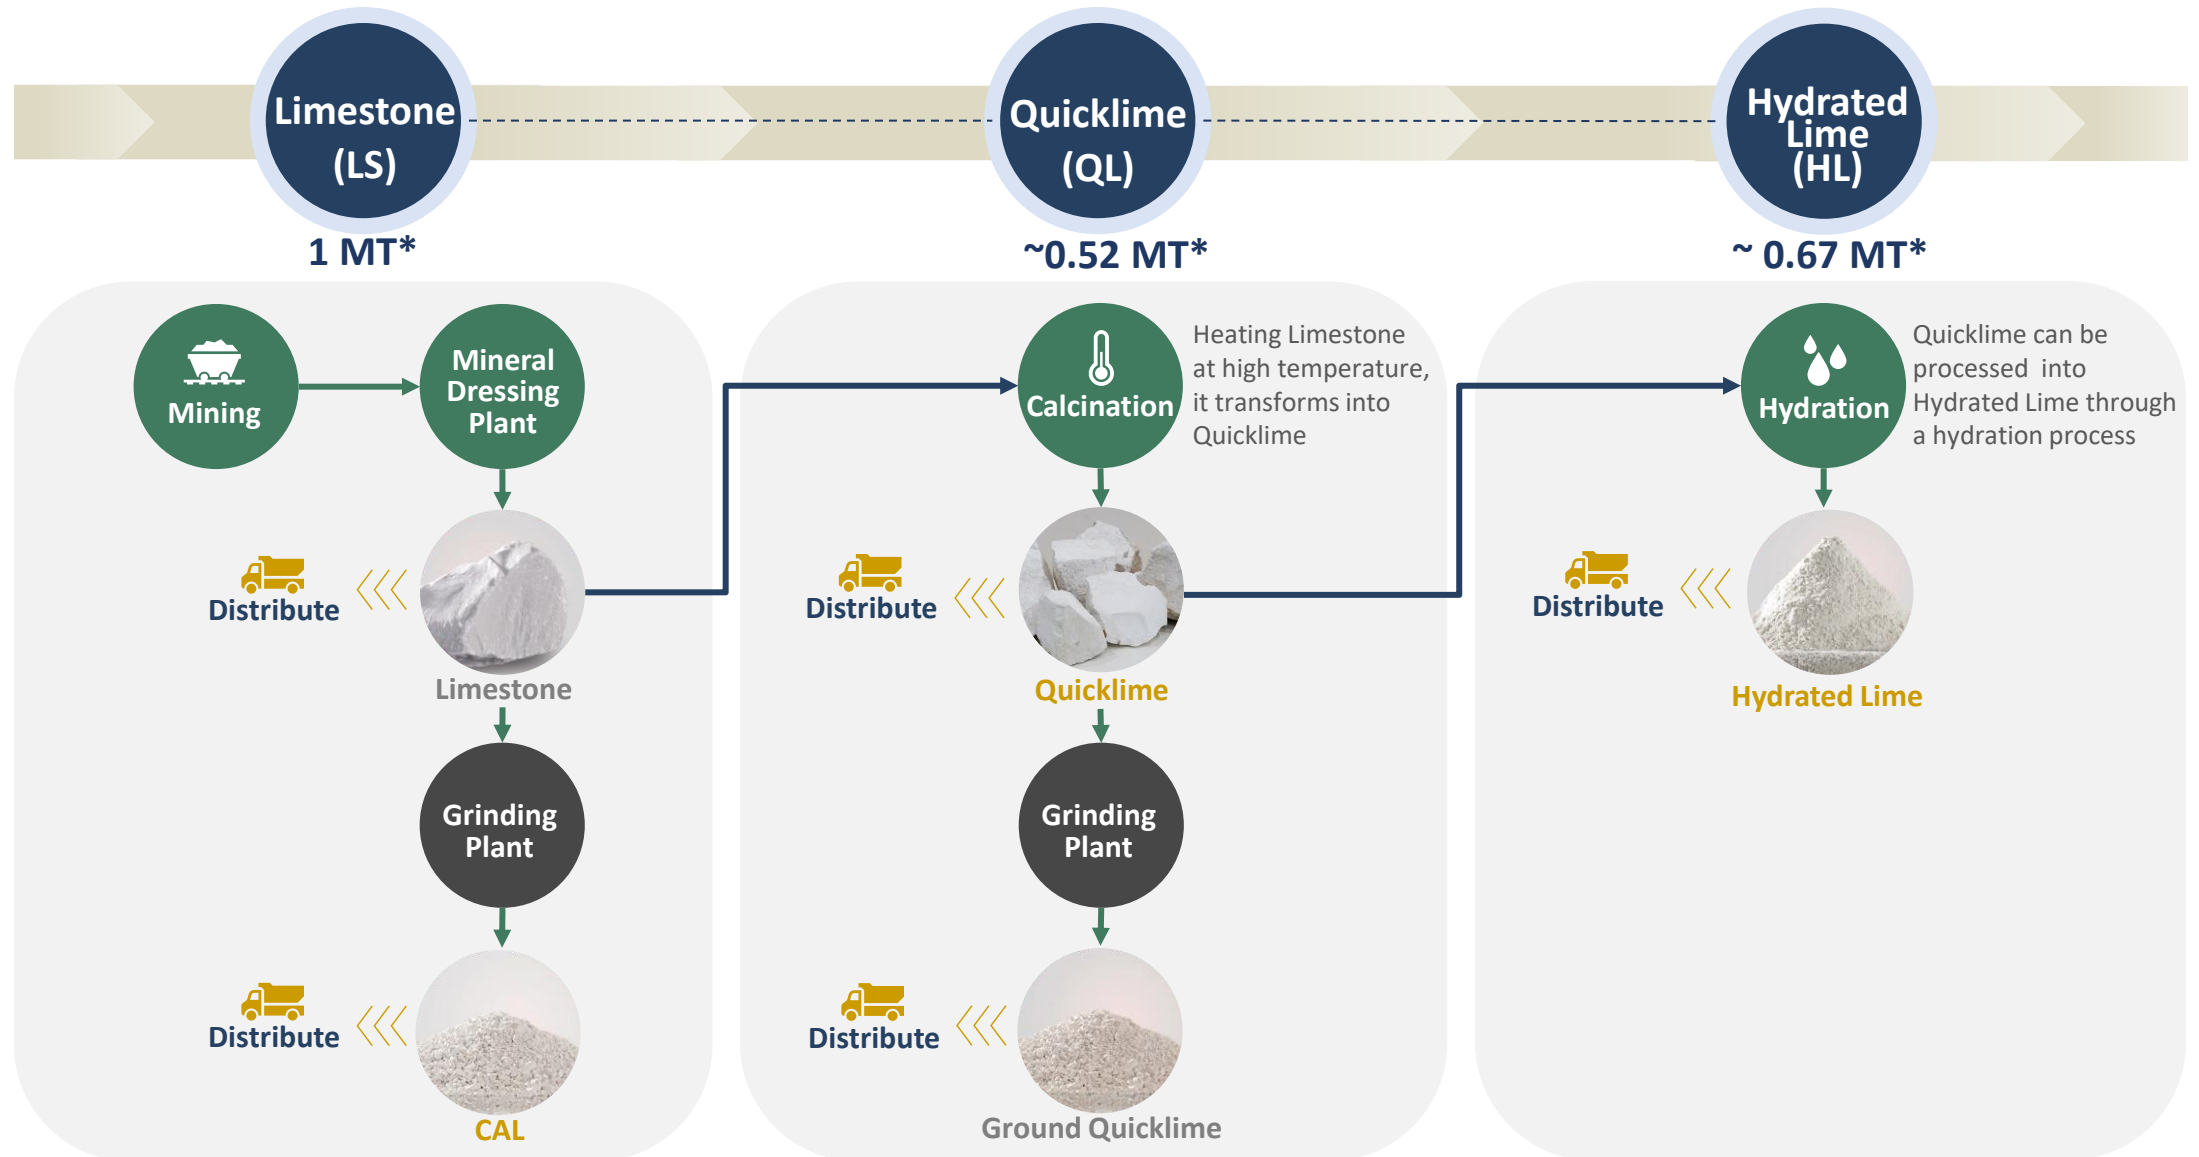 Limestone
(LS)
Quicklime
(QL)
Hydrated
Lime
(HL)
1 MT*
~0.52 MT*
~ 0.67 MT*
Mining
Mineral
Dressing
Plant
Limestone
Distribute
Grinding
Plant
CAL
Distribute
Calcination
Heating Limestone
at high temperature,
it transforms into
Quicklime
Quicklime
Distribute
Grinding
Plant
Ground Quicklime
Distribute
Hydration
Quicklime can be
processed  into
Hydrated Lime through
a hydration process
Hydrated Lime
Distribute